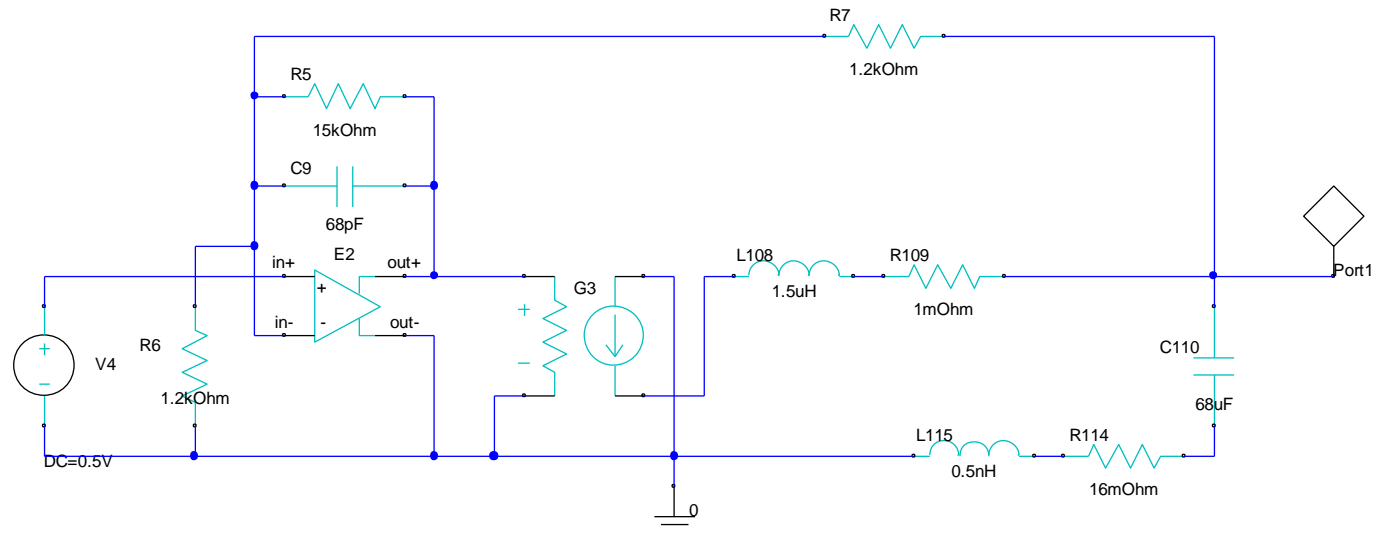 R7
1.2kOhm
R5
15kOhm
C9
68pF
E2
in+
out+
+
-
in-
out-
V4
+
−
DC=0.5V
R6
1.2kOhm
G3
+
−
L108
1.5uH
R109
1mOhm
Port1
C110
68uF
L115
0.5nH
R114
16mOhm
0